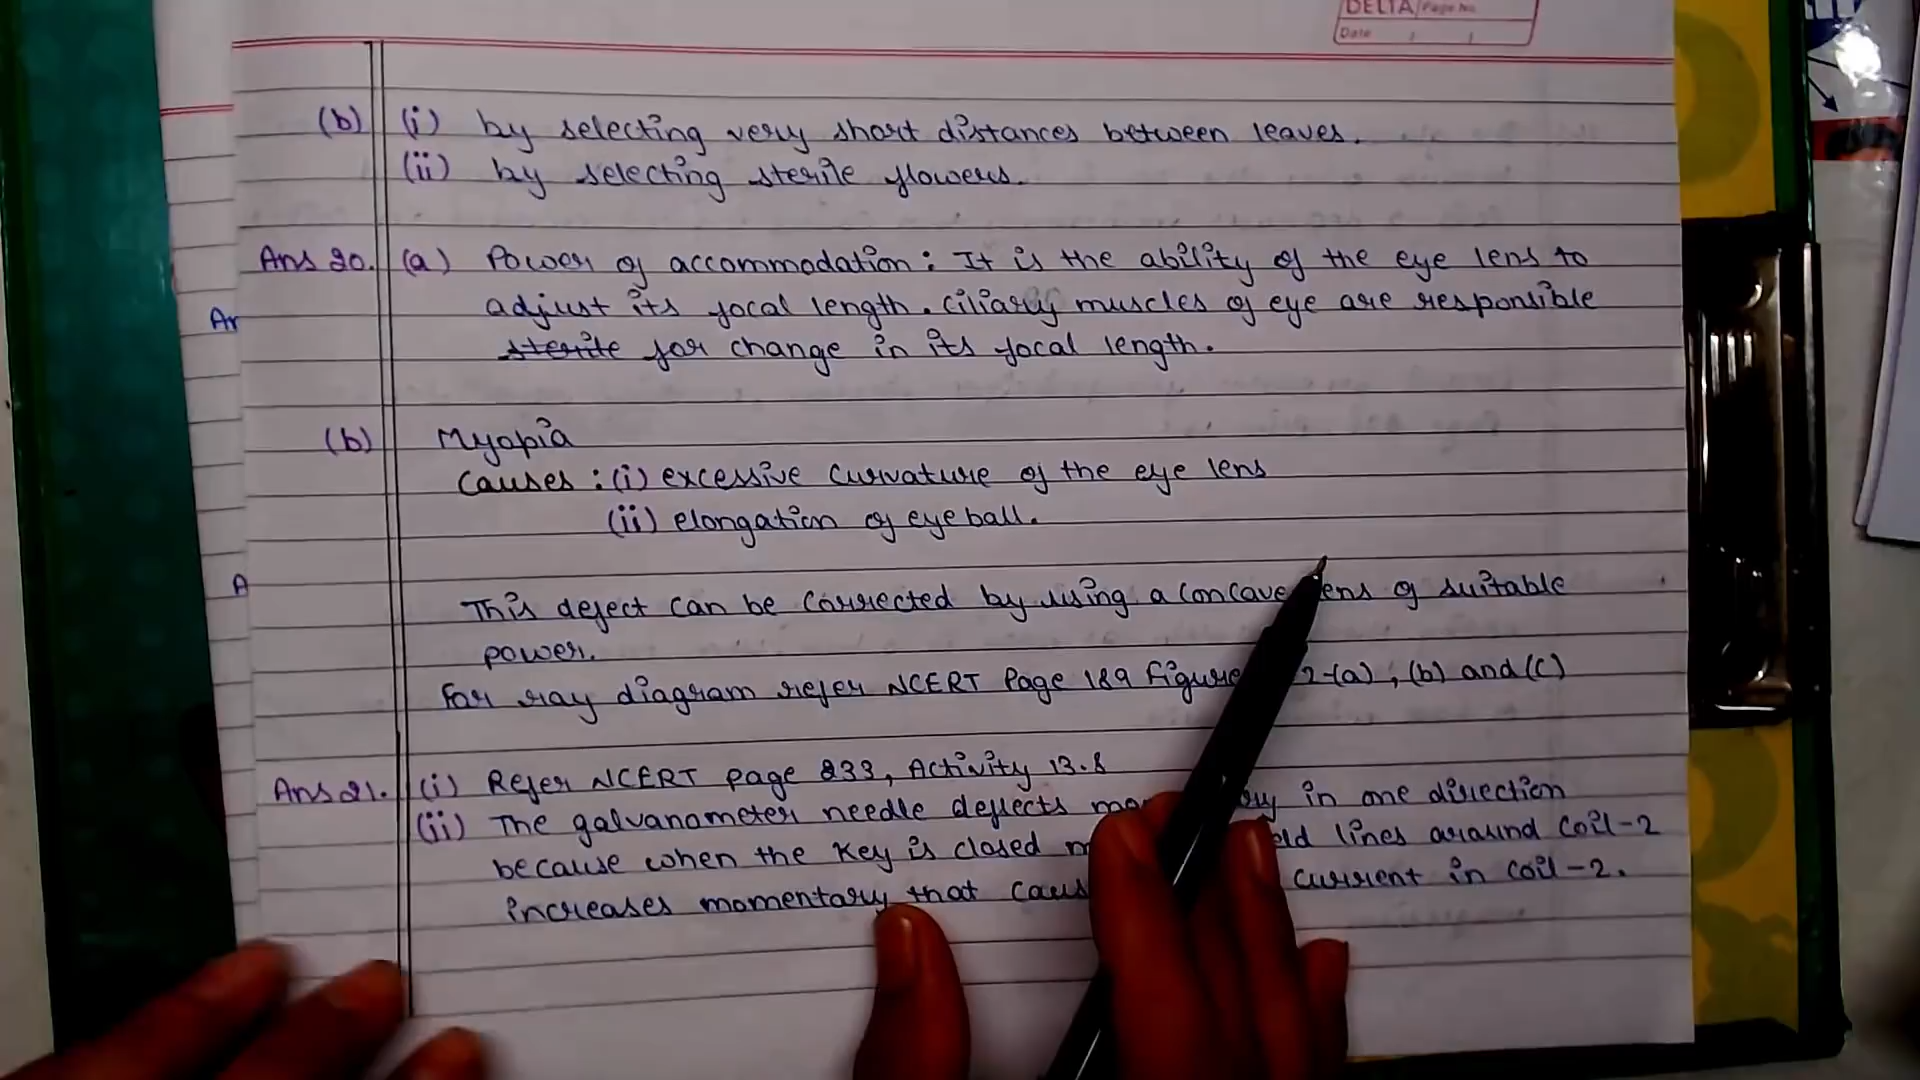 DELTA Page No.
Date
(b) (i) by selecting very short distances between leaves.
(ii) by selecting sterile flowers.
Ans 20. (a) Power of accommodation: It is the ability of the eye lens to
Ar
adjust its focal length. Ciliary muscles of eye are responsible
sterile for change in its focal length.
(b) Myopia
Causes: (i) excessive curvature of the eye lens
(ii) elongation of eyeball.
A
This defect can be corrected by using a concave lens of suitable
power.
For ray diagram refer NCERT Page 189 Figure 2-(a), (b) and (c)
Ans 21. (i) Refer NCERT page 233, Activity 13.8
(ii) The galvanometer needle deflects in one direction
because when the key is closed lines around coil-2
increases momentary that current in coil-2.